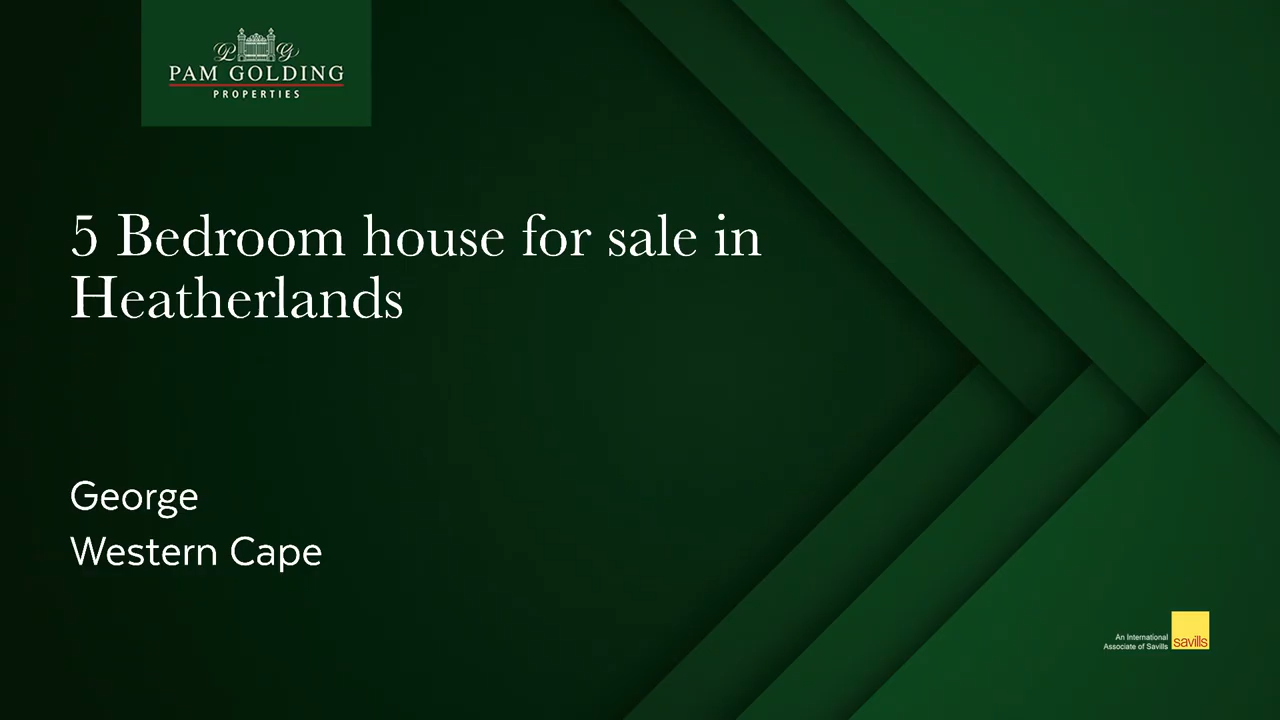 P G
PAM GOLDING
PROPERTIES
5 Bedroom house for sale in
Heatherlands
George
Western Cape
An International
Associate of Savills
savills